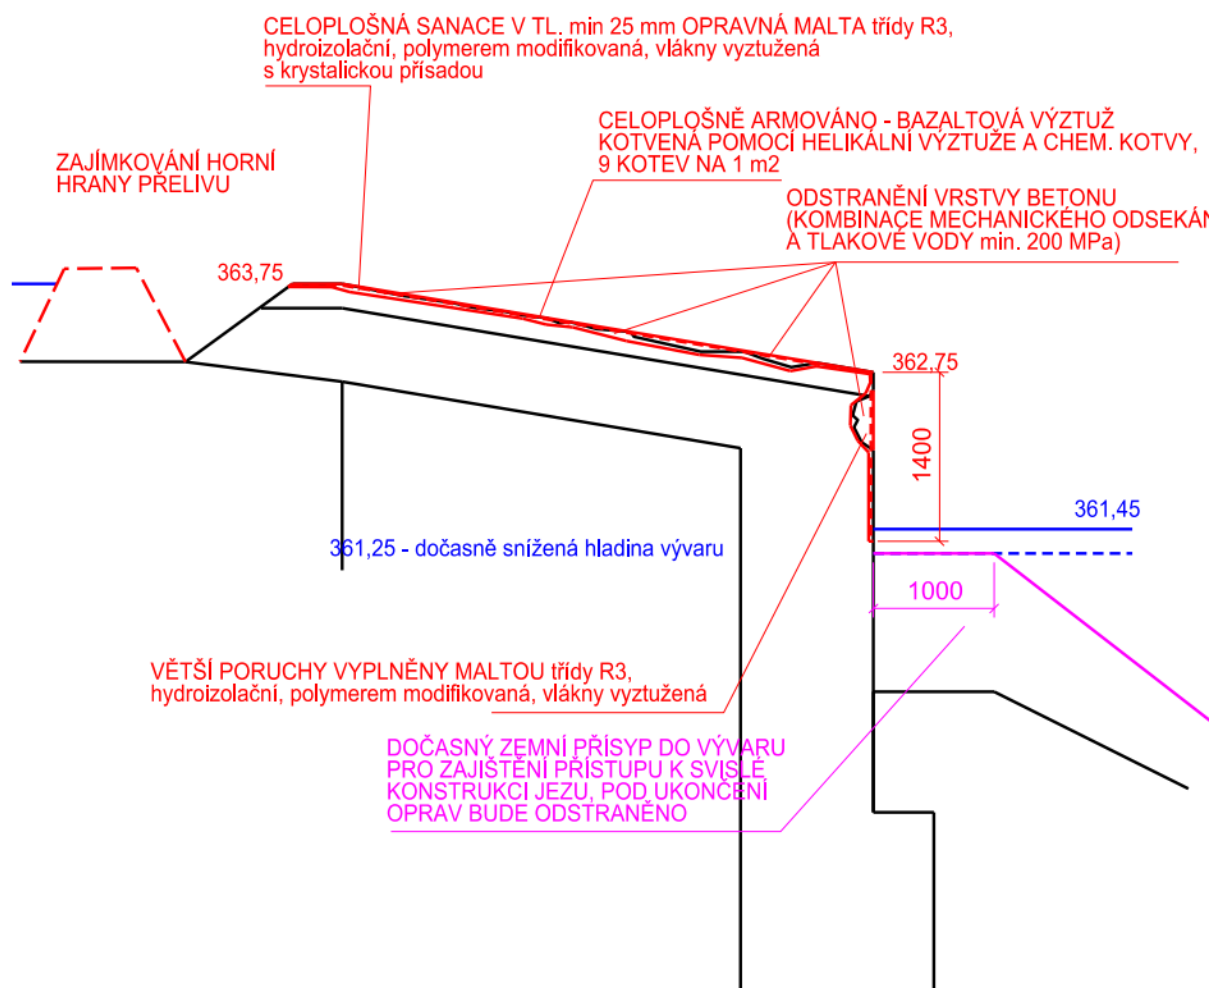 CELOPLOŠNÁ SANACE V TL. min 25 mm OPRAVNÁ MALTA třídy R3,
hydroizolační, polymerem modifikovaná, vlákny vyztužená
s krystalickou přísadou
CELOPLOŠNĚ ARMOVÁNO - BAZALTOVÁ VÝZTUŽ
KOTVENÁ POMOCÍ HELIKÁLNÍ VÝZTUŽE A CHEM. KOTVY,
9 KOTEV NA 1 m2
ZAJÍMKOVÁNÍ HORNÍ
HRANY PŘELIVU
ODSTRANĚNÍ VRSTVY BETONU
(KOMBINACE MECHANICKÉHO
A TLAKOVÉ VODY min. 200 MPa)
363,75
362,75
1400
361,45
361,25 - dočasně snížená hladina vývaru
1000
VĚTŠÍ PORUCHY VYPLNĚNY MALTOU třídy R3,
hydroizolační, polymerem modifikovaná, vlákny vyztužená
DOČASNÝ ZEMNÍ PŘÍSYP DO VÝVARU
PRO ZAJIŠTĚNÍ PŘÍSTUPU K SVISLÉ
KONSTRUKCI JEZU, POD UKONČENÍ
OPRAV BUDE ODSTRANĚNO